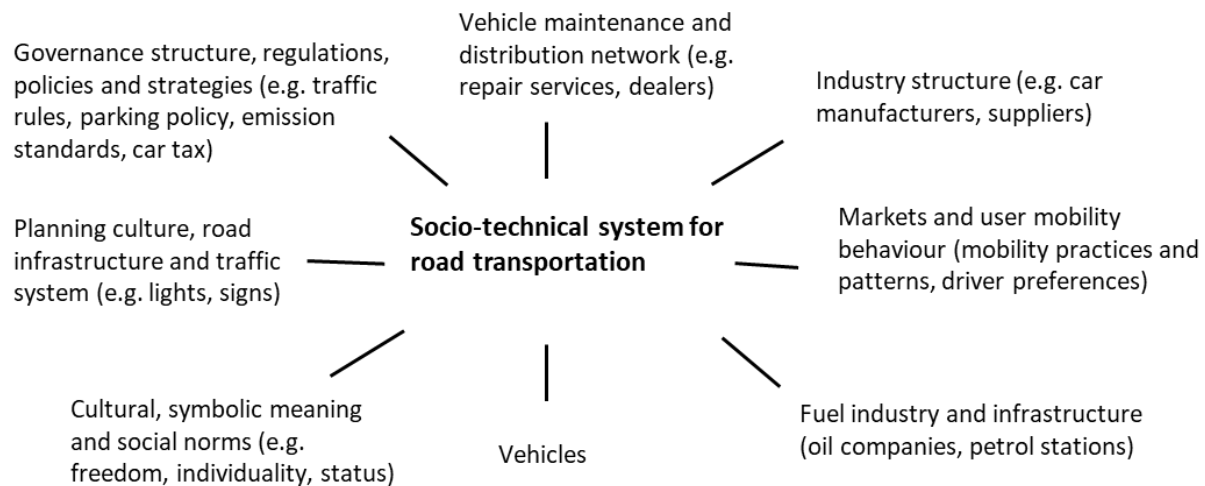 Vehicle maintenance and
distribution network (e.g.
repair services, dealers)
Governance structure, regulations,
policies and strategies (e.g. traffic
rules, parking policy, emission
standards, car tax)
Industry structure (e.g. car
manufacturers, suppliers)
Planning culture, road
infrastructure and traffic
system (e.g. lights, signs)
Socio-technical system for
road transportation
Markets and user mobility
behaviour (mobility practices and
patterns, driver preferences)
Cultural, symbolic meaning
and social norms (e.g.
freedom, individuality, status)
Vehicles
Fuel industry and infrastructure
(oil companies, petrol stations)